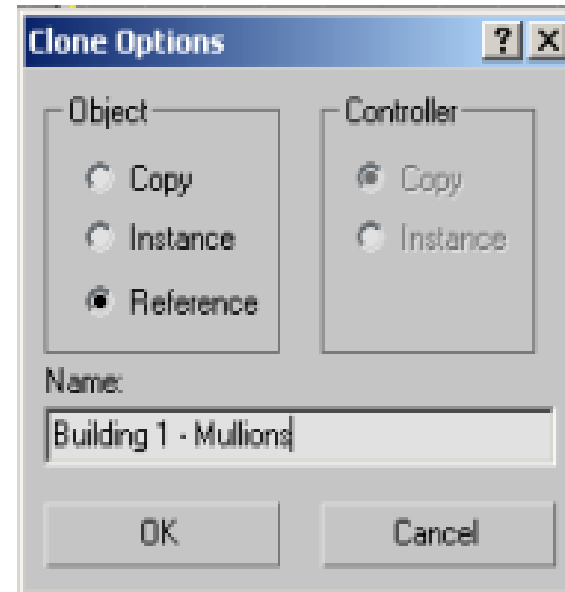 Clone Options ? X
Object
Copy
Instance
Reference
Controller
Copy
Instance
Name:
Building 1 - Mullions
OK Cancel